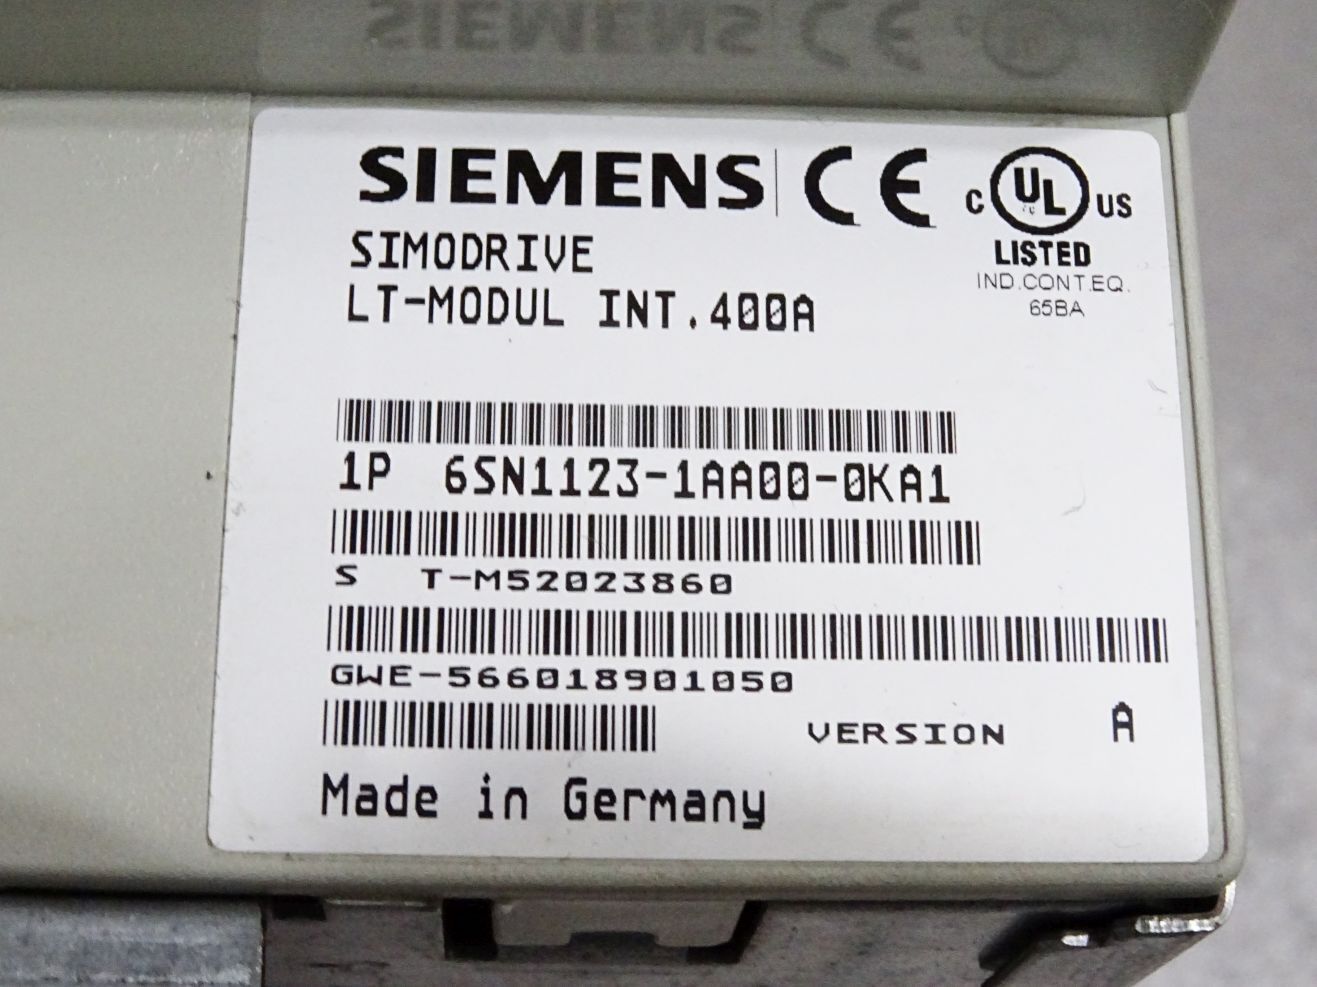 SIEMENS CE C UL US
LISTED
SIMODRIVE
IND.CONT.EQ.
LT-MODUL INT.400A
65BA
1P 6SN1123-1AA00-0KA1
S T-M52023860
GWE-566018901050
VERSION A
Made in Germany